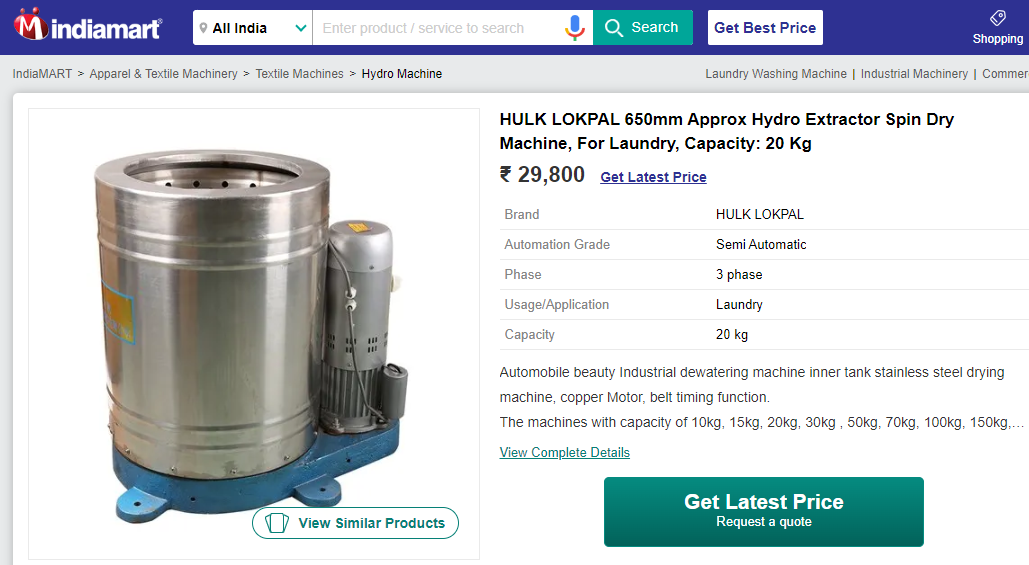 indiamart
All India
Enter product / service to search
Search
Get Best Price
Shopping
IndiaMART > Apparel & Textile Machinery > Textile Machines > Hydro Machine
Laundry Washing Machine | Industrial Machinery | Commer
HULK LOKPAL 650mm Approx Hydro Extractor Spin Dry
Machine, For Laundry, Capacity: 20 Kg
₹ 29,800 Get Latest Price
Brand HULK LOKPAL
Automation Grade Semi Automatic
Phase 3 phase
Usage/Application Laundry
Capacity 20 kg
Automobile beauty Industrial dewatering machine inner tank stainless steel drying
machine, copper Motor, belt timing function.
The machines with capacity of 10kg, 15kg, 20kg, 30kg , 50kg, 70kg, 100kg, 150kg,...
View Complete Details
View Similar Products
Get Latest Price
Request a quote